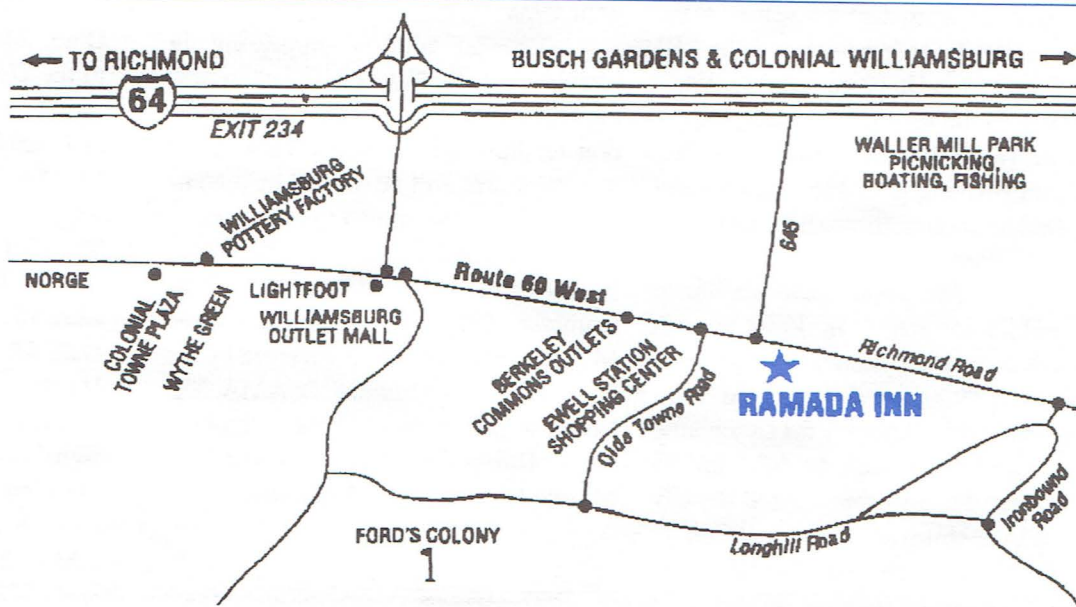 ← TO RICHMOND
BUSCH GARDENS & COLONIAL WILLIAMSBURG →
64
EXIT 234
WALLER MILL PARK
PICNICKING,
BOATING, FISHING
WILLIAMSBURG
POTTERY FACTORY
645
NORGE
COLONIAL
TOWNE PLAZA
WYTHE GREEN
LIGHTFOOT
WILLIAMSBURG
OUTLET MALL
Route 60 West
BERKELEY
COMMONS OUTLETS
EWELL STATION
SHOPPING CENTER
Olde Towne Road
Richmond Road
RAMADA INN
Ironbound
Road
Longhill Road
FORD'S COLONY